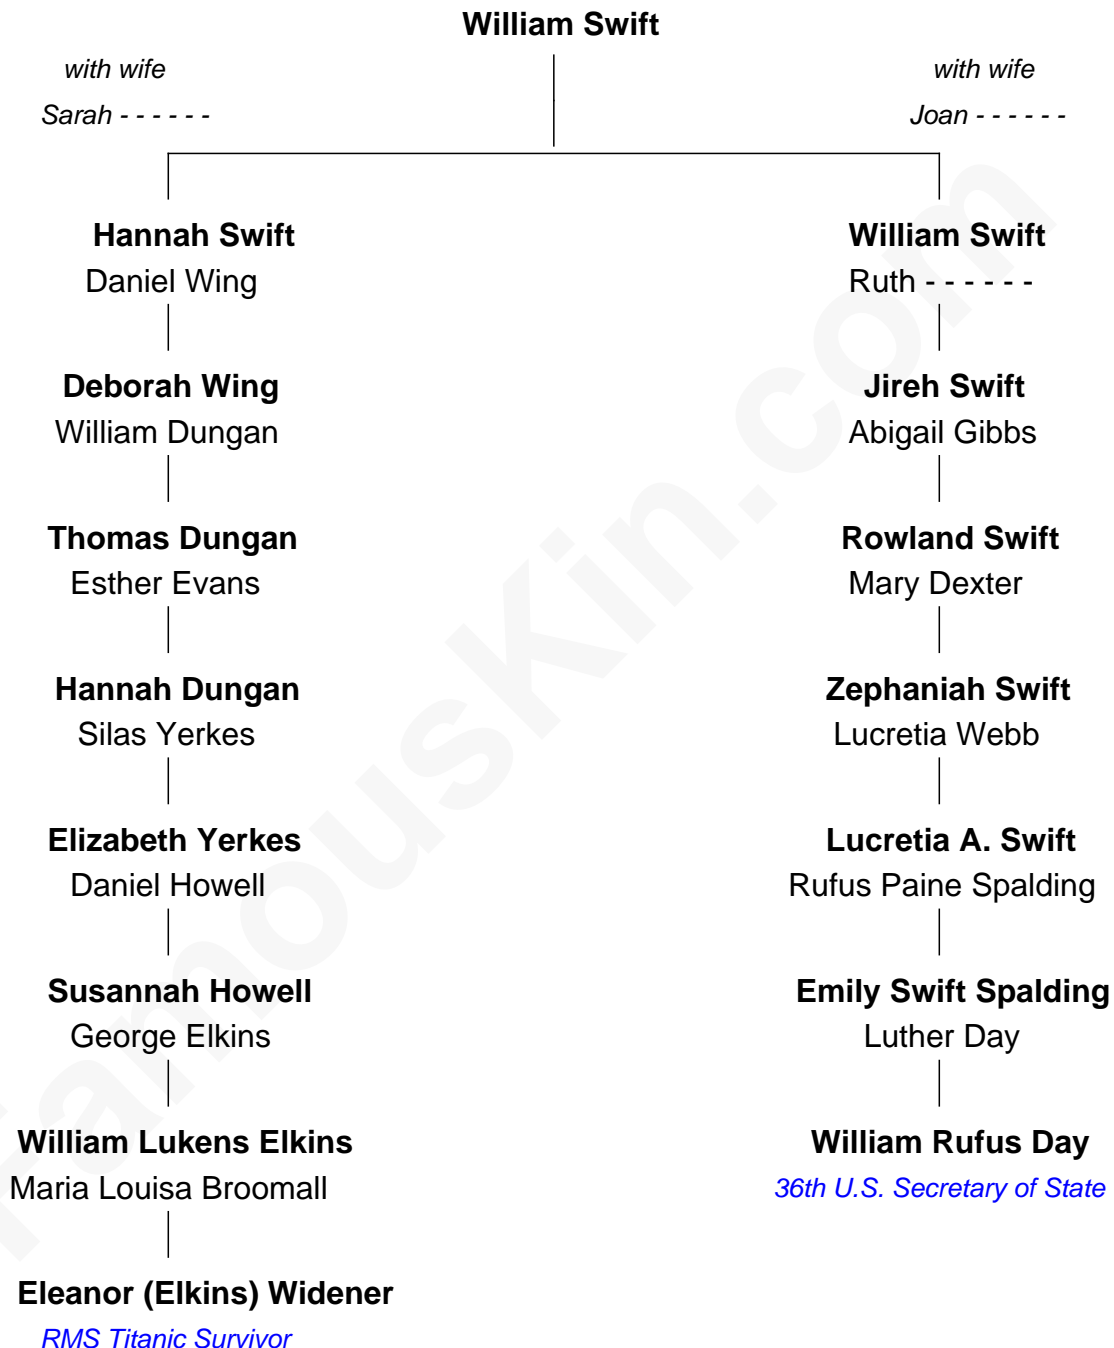 William Swift
with wife
Sarah - - - - - -
with wife
Joan - - - - - -
Hannah Swift
Daniel Wing
William Swift
Ruth - - - - - -
Deborah Wing
William Dungan
Jireh Swift
Abigail Gibbs
Thomas Dungan
Esther Evans
Rowland Swift
Mary Dexter
Hannah Dungan
Silas Yerkes
Zephaniah Swift
Lucretia Webb
Elizabeth Yerkes
Daniel Howell
Lucretia A. Swift
Rufus Paine Spalding
Susannah Howell
George Elkins
Emily Swift Spalding
Luther Day
William Lukens Elkins
Maria Louisa Broomall
William Rufus Day
36th U.S. Secretary of State
Eleanor (Elkins) Widener
RMS Titanic Survivor
FamousKin.com